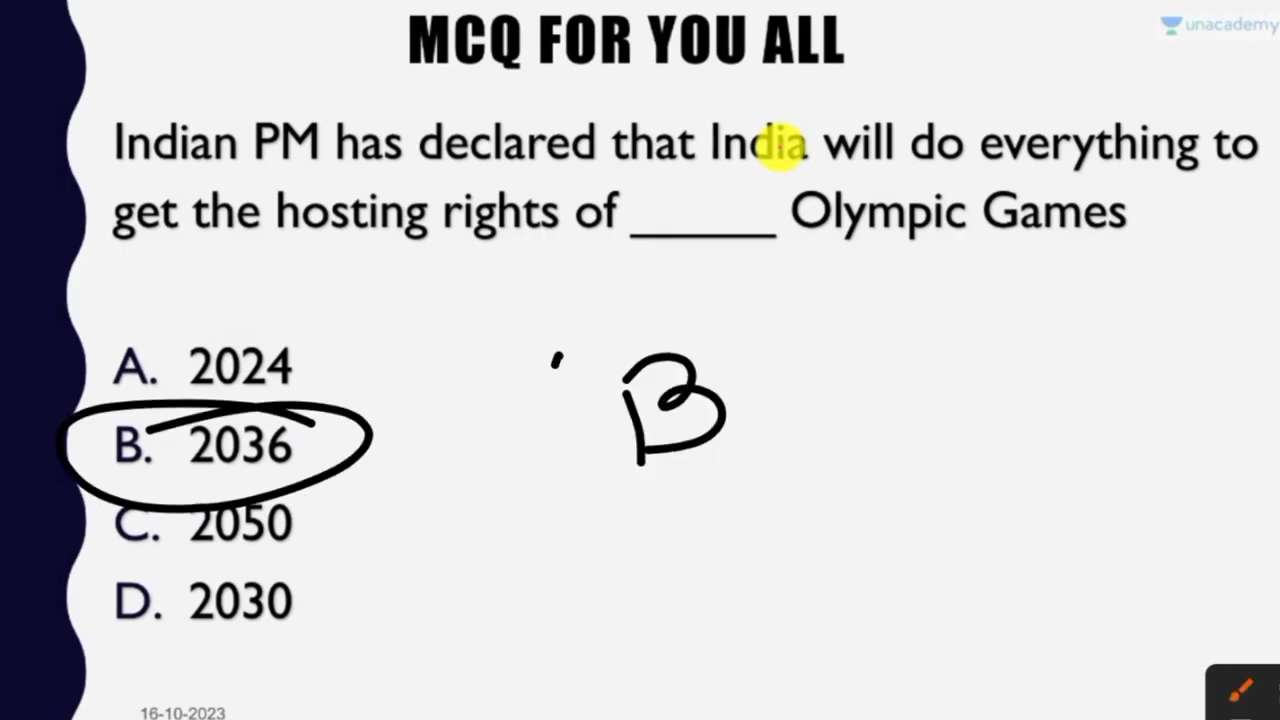 MCQ FOR YOU ALL
unacademy
Indian PM has declared that India will do everything to
get the hosting rights of ______ Olympic Games
A. 2024
B. 2036
B
C. 2050
D. 2030
16-10-2023